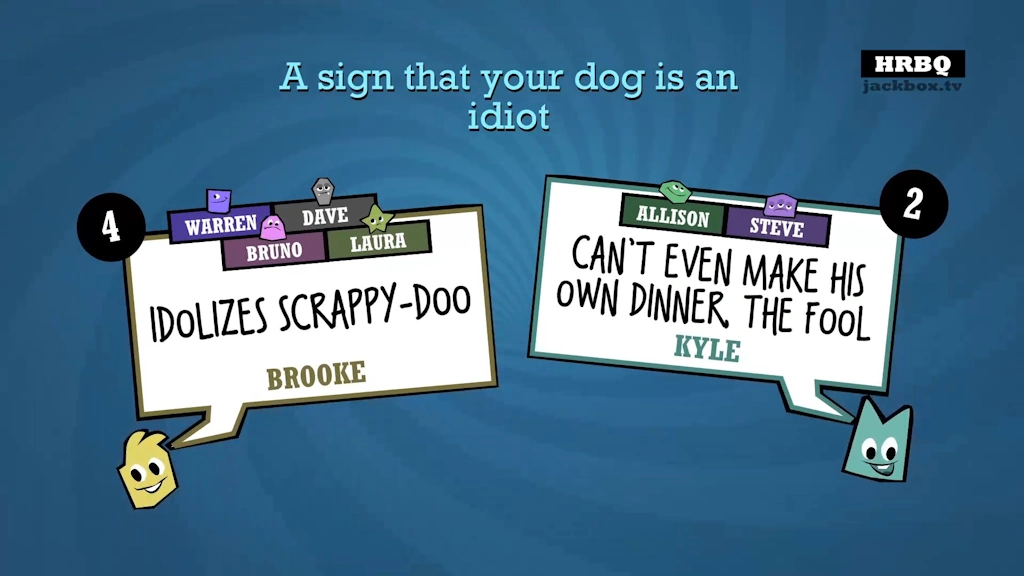 A sign that your dog is an
idiot
HRBQ
jackbox.tv
4
WARREN
DAVE
BRUNO
LAURA
IDOLIZES SCRAPPY-DOO
BROOKE
2
ALLISON
STEVE
CAN'T EVEN MAKE HIS
OWN DINNER, THE FOOL
KYLE